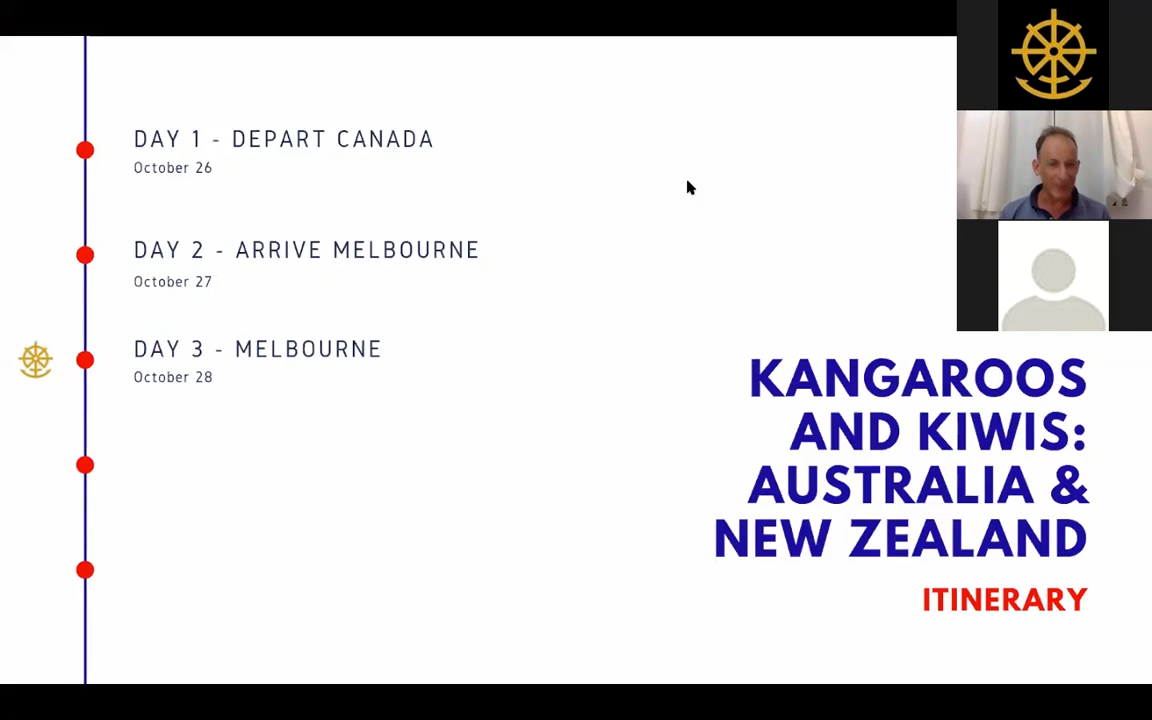 DAY 1 - DEPART CANADA
October 26
DAY 2 - ARRIVE MELBOURNE
October 27
DAY 3 - MELBOURNE
October 28
KANGAROOS
AND KIWIS:
AUSTRALIA &
NEW ZEALAND
ITINERARY